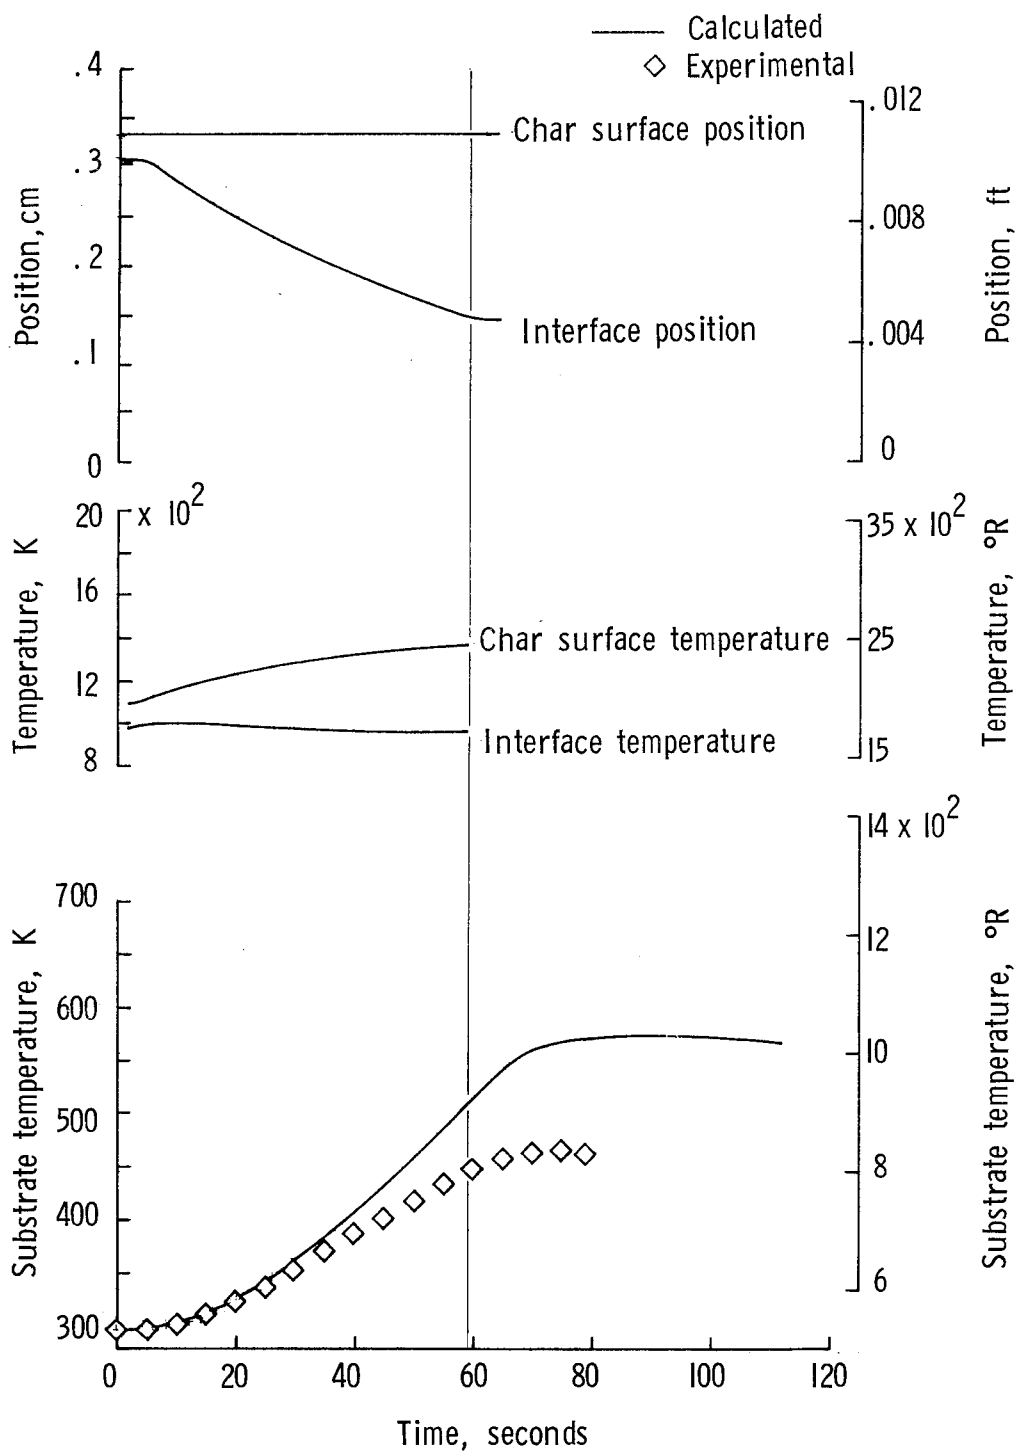 Calculated
Experimental
.4
.3
.2
.1
0
Position, cm
Char surface position
Interface position
.012
.008
.004
0
Position, ft
20 x 10²
16
12
8
Temperature, K
Char surface temperature
Interface temperature
35 x 10²
25
15
Temperature, °R
700
600
500
400
300
Substrate temperature, K
14 x 10²
12
10
8
6
Substrate temperature, °R
0 20 40 60 80 100 120
Time, seconds